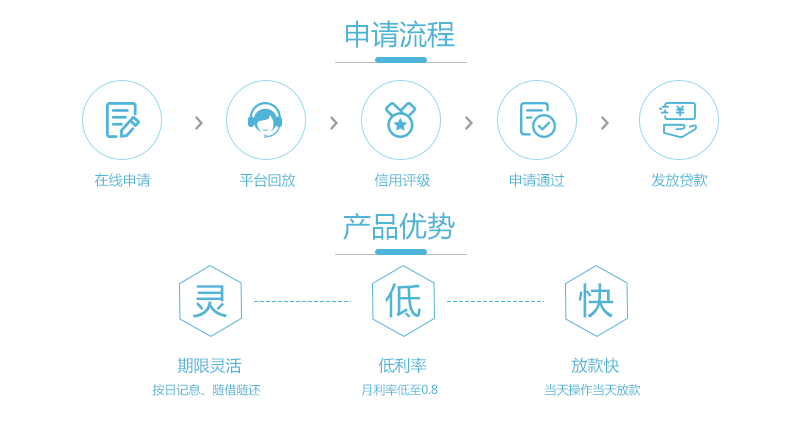 申请流程
¥
在线申请 平台回放 信用评级 申请通过 发放贷款
产品优势
灵 低 快
期限灵活 低利率 放款快
按日记息、随借随还 月利率低至0.8 当天操作当天放款